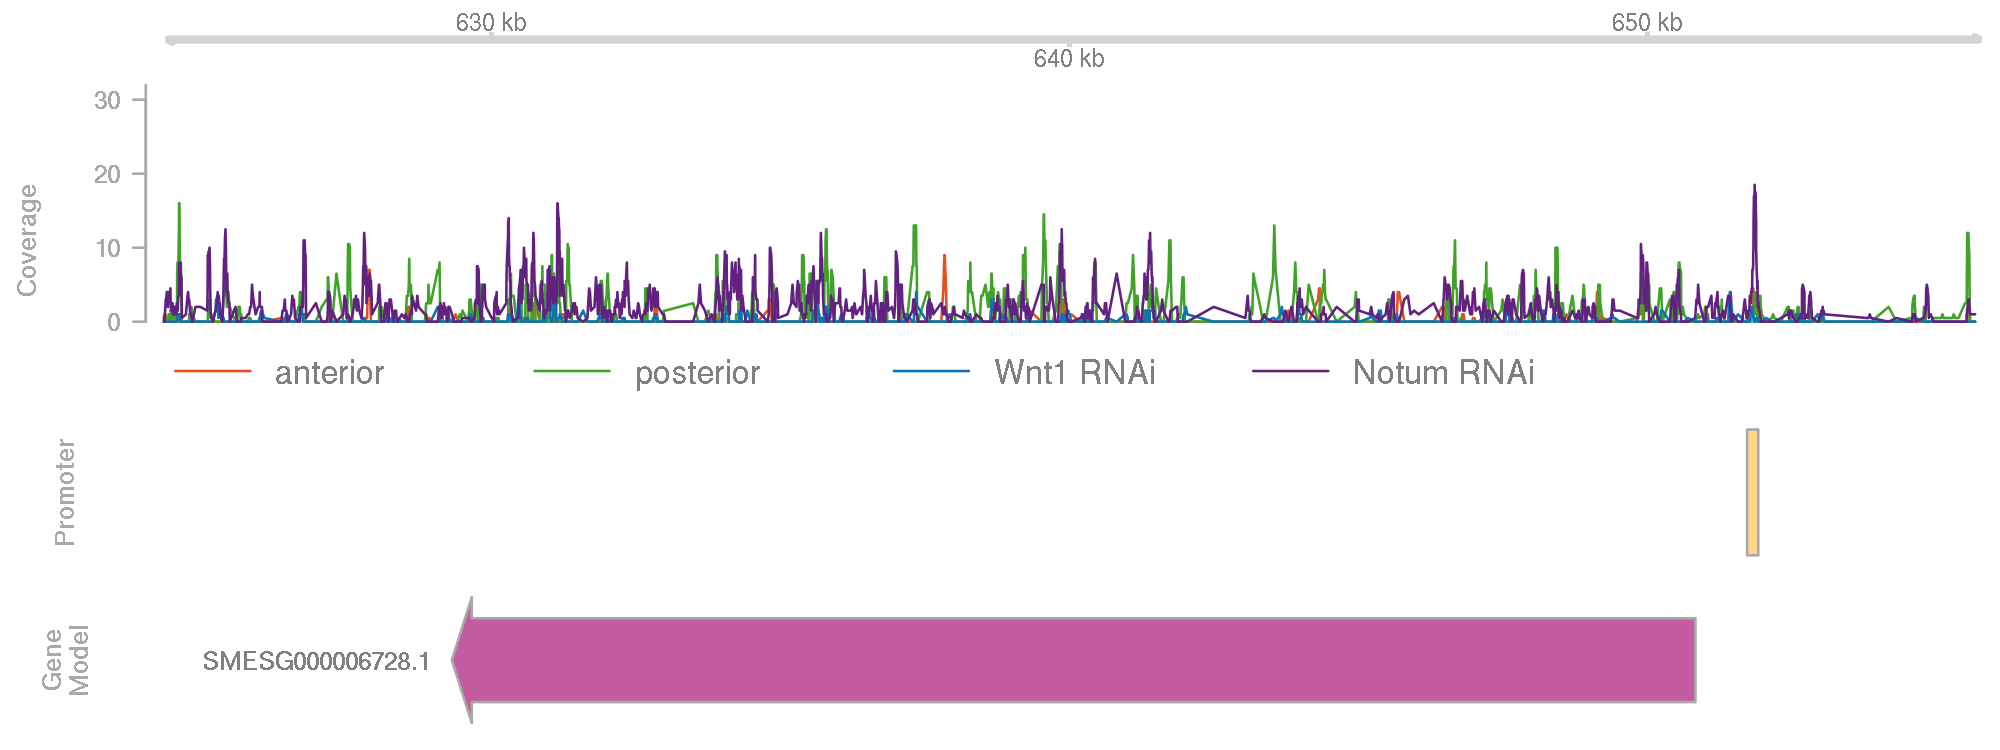 630 kb
650 kb
640 kb
30
20
10
0
Coverage
anterior
posterior
Wnt1 RNAi
Notum RNAi
Promoter
0
Gene
Model
SMESG000006728.1